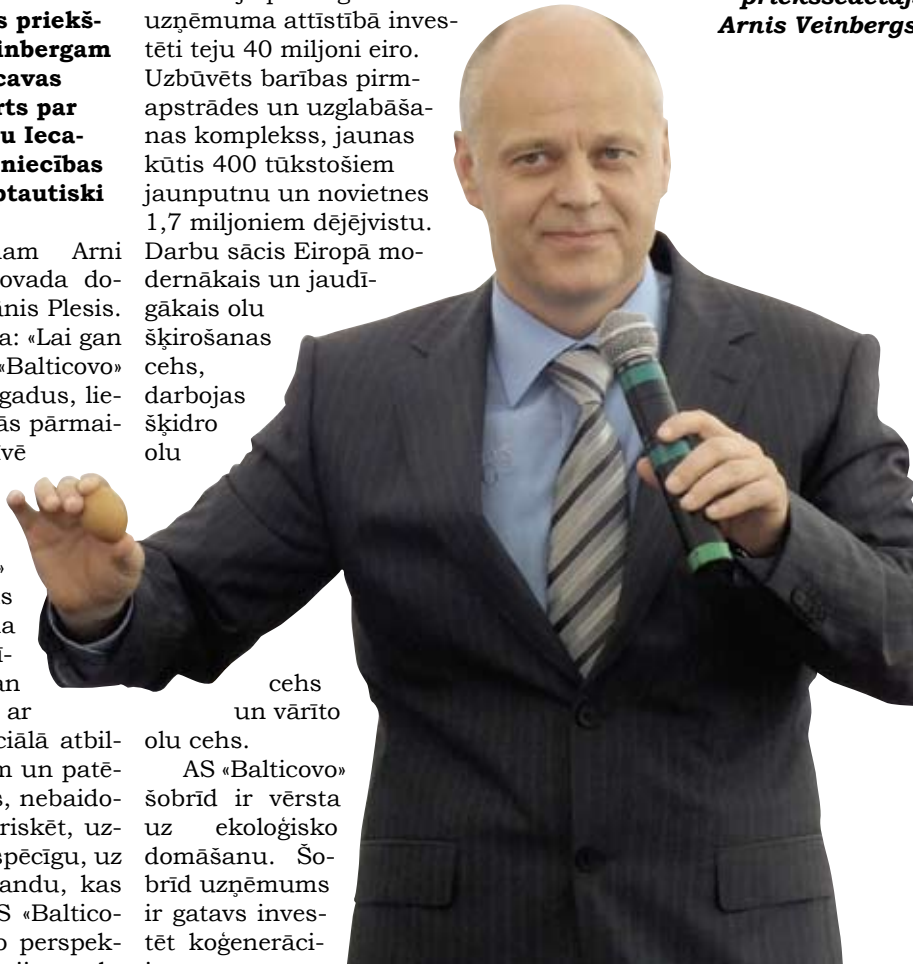 s priekš-
inbergam
cavas
rts par
u Ieca-
niecības
am Arni
ovada do-
ānis Plesis.
a: «Lai gan
«Balticovo»
gadus, lie-
ās pārmai-
vē
»
s
a
ī-
an
ar
ciālā atbil-
m un patē-
s, nebaido-
riskēt, uz-
spēcīgu, uz
andu, kas
S «Baltico-
o perspek-
uzņēmuma attīstībā inves-
tēti teju 40 miljoni eiro.
Uzbūvēts barības pirm-
apstrādes un uzglabāša-
nas komplekss, jaunas
kūtis 400 tūkstošiem
jaunputnu un novietnes
1,7 miljoniem dējējvistu.
Darbu sācis Eiropā mo-
dernākais un jaudī-
gākais olu
šķirošanas
cehs,
darbojas
šķidro
olu
cehs
un vārīto
olu cehs.
AS «Balticovo»
šobrīd ir vērsta
uz ekoloģisko
domāšanu. Šo-
brīd uzņēmums
ir gatavs inves-
tēt koģenerāci-
Arnis Veinbergs